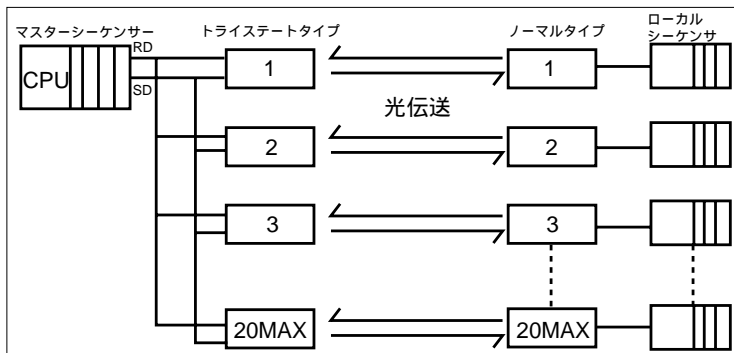 マスターシーケンサー
トライステートタイプ
ノーマルタイプ
ローカル
シーケンサ
RD
CPU
SD
1
1
光伝送
2
2
3
3
20MAX
20MAX